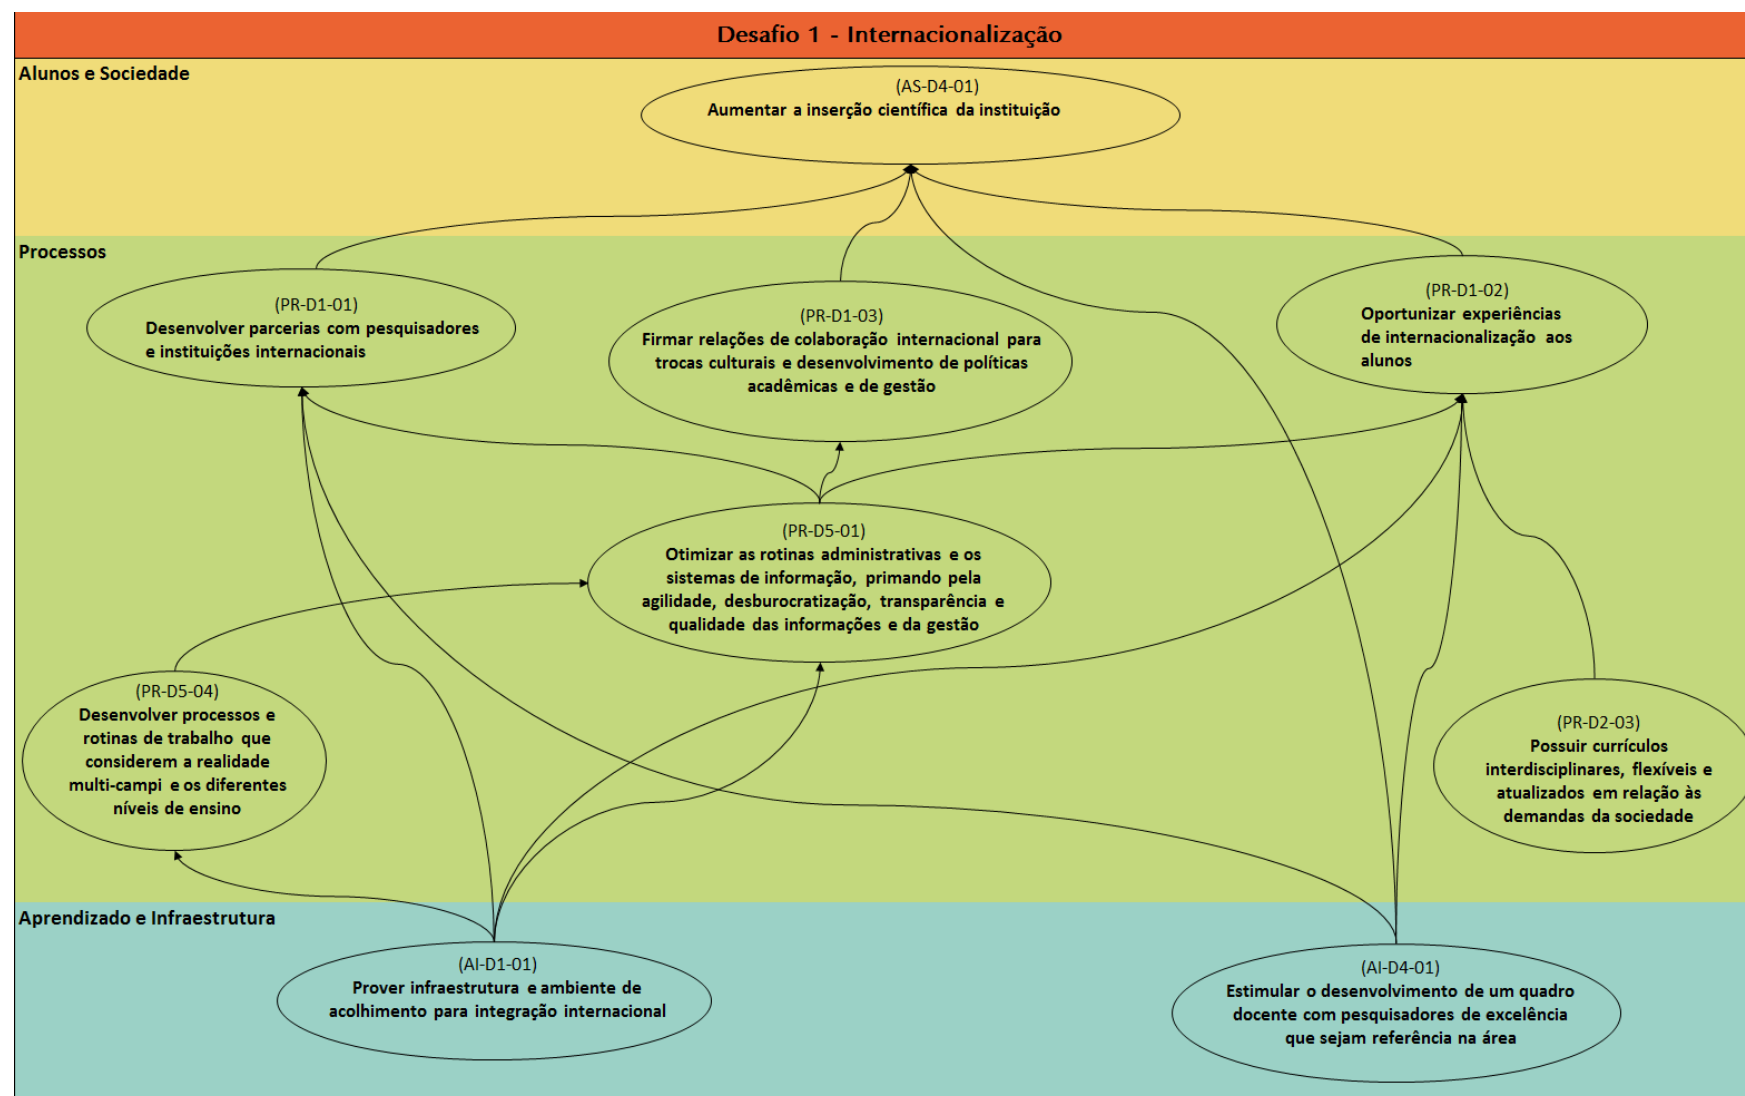 Desafio 1 - Internacionalização
Alunos e Sociedade
(AS-D4-01)
Aumentar a inserção científica da instituição
Processos
(PR-D1-01)
Desenvolver parcerias com pesquisadores
e instituições internacionais
(PR-D1-03)
Firmar relações de colaboração internacional para
trocas culturais e desenvolvimento de políticas
acadêmicas e de gestão
(PR-D1-02)
Oportunizar experiências
de internacionalização aos
alunos
(PR-D5-01)
Otimizar as rotinas administrativas e os
sistemas de informação, primando pela
agilidade, desburocratização, transparência e
qualidade das informações e da gestão
(PR-D5-04)
Desenvolver processos e
rotinas de trabalho que
considerem a realidade
multi-campi e os diferentes
níveis de ensino
(PR-D2-03)
Possuir currículos
interdisciplinares, flexíveis e
atualizados em relação às
demandas da sociedade
Aprendizado e Infraestrutura
(AI-D1-01)
Prover infraestrutura e ambiente de
acolhimento para integração internacional
(AI-D4-01)
Estimular o desenvolvimento de um quadro
docente com pesquisadores de excelência
que sejam referência na área